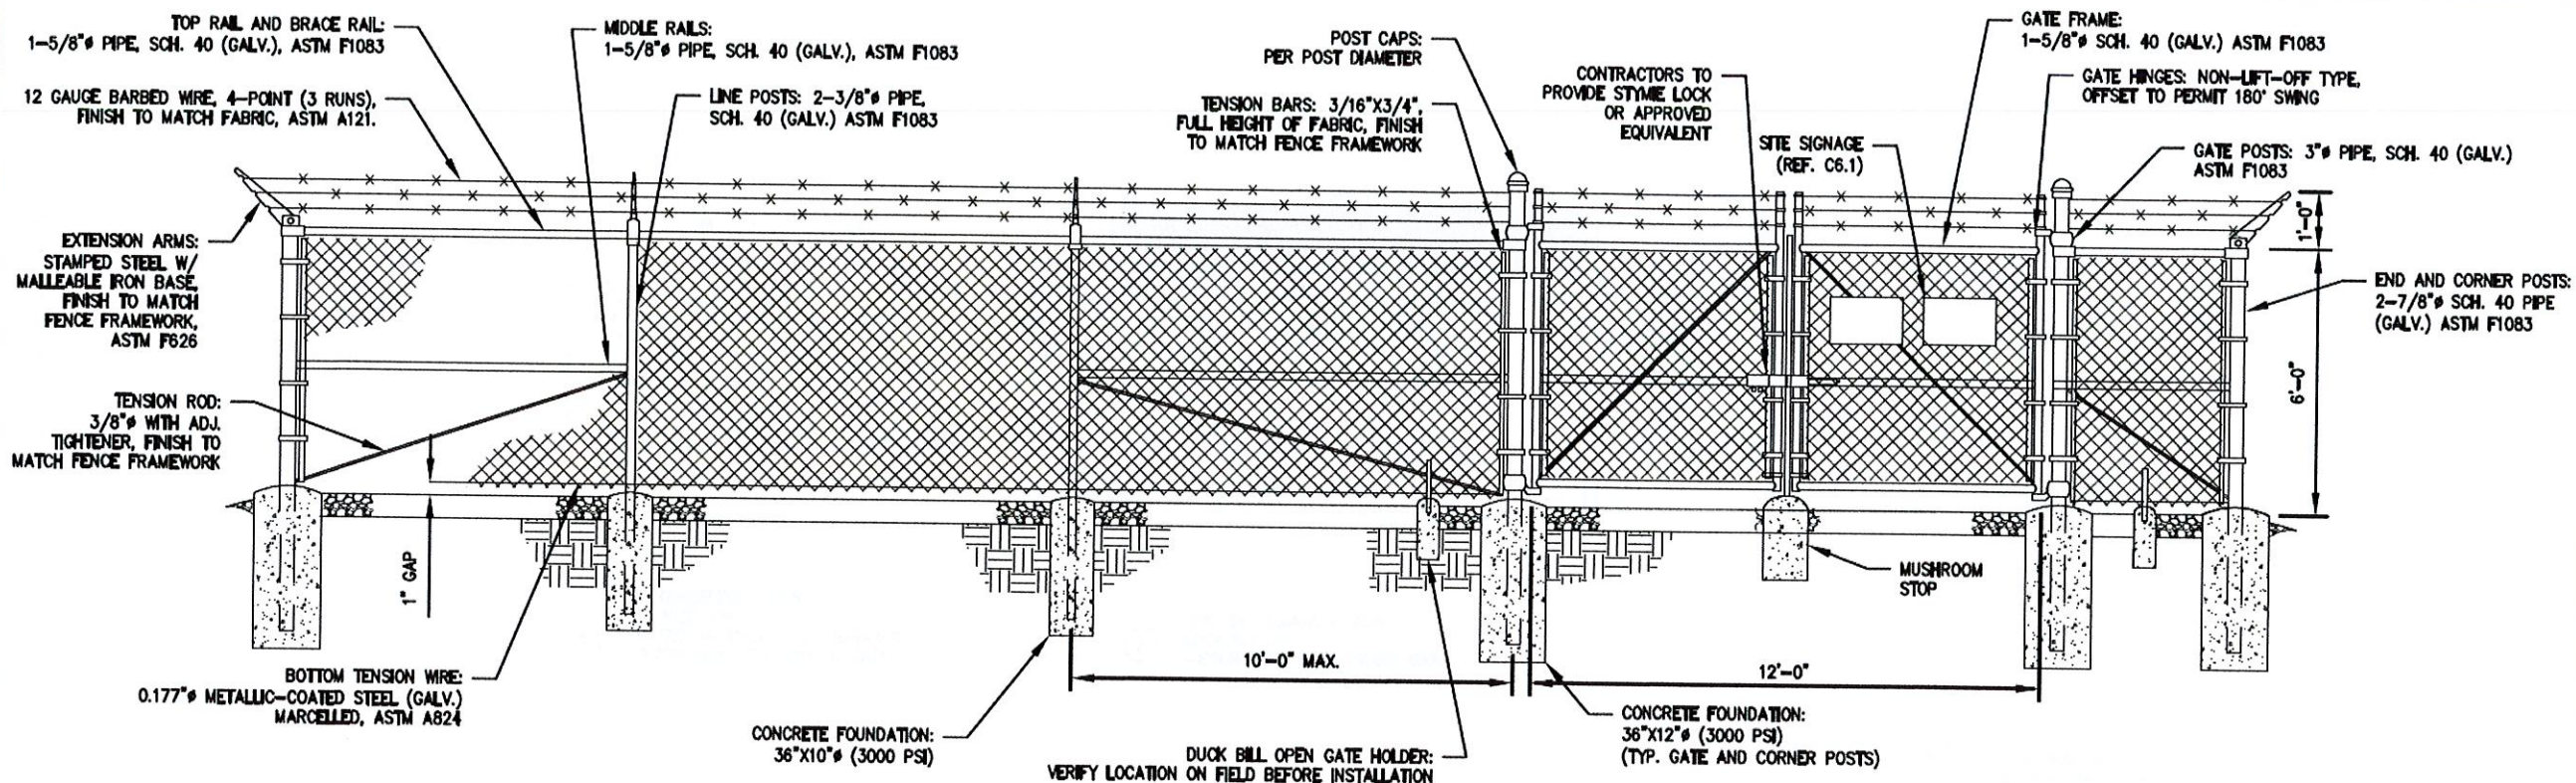 TOP RAIL AND BRACE RAIL:
1-5/8"ø PIPE, SCH. 40 (GALV.), ASTM F1083
12 GAUGE BARBED WIRE, 4-POINT (3 RUNS),
FINISH TO MATCH FABRIC, ASTM A121.
MIDDLE RAILS:
1-5/8"ø PIPE, SCH. 40 (GALV.), ASTM F1083
LINE POSTS: 2-3/8"ø PIPE,
SCH. 40 (GALV.) ASTM F1083
POST CAPS:
PER POST DIAMETER
TENSION BARS: 3/16"X3/4",
FULL HEIGHT OF FABRIC, FINISH
TO MATCH FENCE FRAMEWORK
CONTRACTORS TO
PROVIDE STYMIE LOCK
OR APPROVED
EQUIVALENT
SITE SIGNAGE
(REF. C6.1)
GATE FRAME:
1-5/8"ø SCH. 40 (GALV.) ASTM F1083
GATE HINGES: NON-LIFT-OFF TYPE,
OFFSET TO PERMIT 180° SWING
GATE POSTS: 3"ø PIPE, SCH. 40 (GALV.)
ASTM F1083
1'-0"
EXTENSION ARMS:
STAMPED STEEL W/
MALLEABLE IRON BASE,
FINISH TO MATCH
FENCE FRAMEWORK,
ASTM F626
END AND CORNER POSTS:
2-7/8"ø SCH. 40 PIPE
(GALV.) ASTM F1083
6'-0"
TENSION ROD:
3/8"ø WITH ADJ.
TIGHTENER, FINISH TO
MATCH FENCE FRAMEWORK
1" GAP
MUSHROOM
STOP
BOTTOM TENSION WIRE:
0.177"ø METALLIC-COATED STEEL (GALV.)
MARCELLED, ASTM A824
10'-0" MAX.
12'-0"
CONCRETE FOUNDATION:
36"X10"ø (3000 PSI)
DUCK BILL OPEN GATE HOLDER:
VERIFY LOCATION ON FIELD BEFORE INSTALLATION
CONCRETE FOUNDATION:
36"X12"ø (3000 PSI)
(TYP. GATE AND CORNER POSTS)